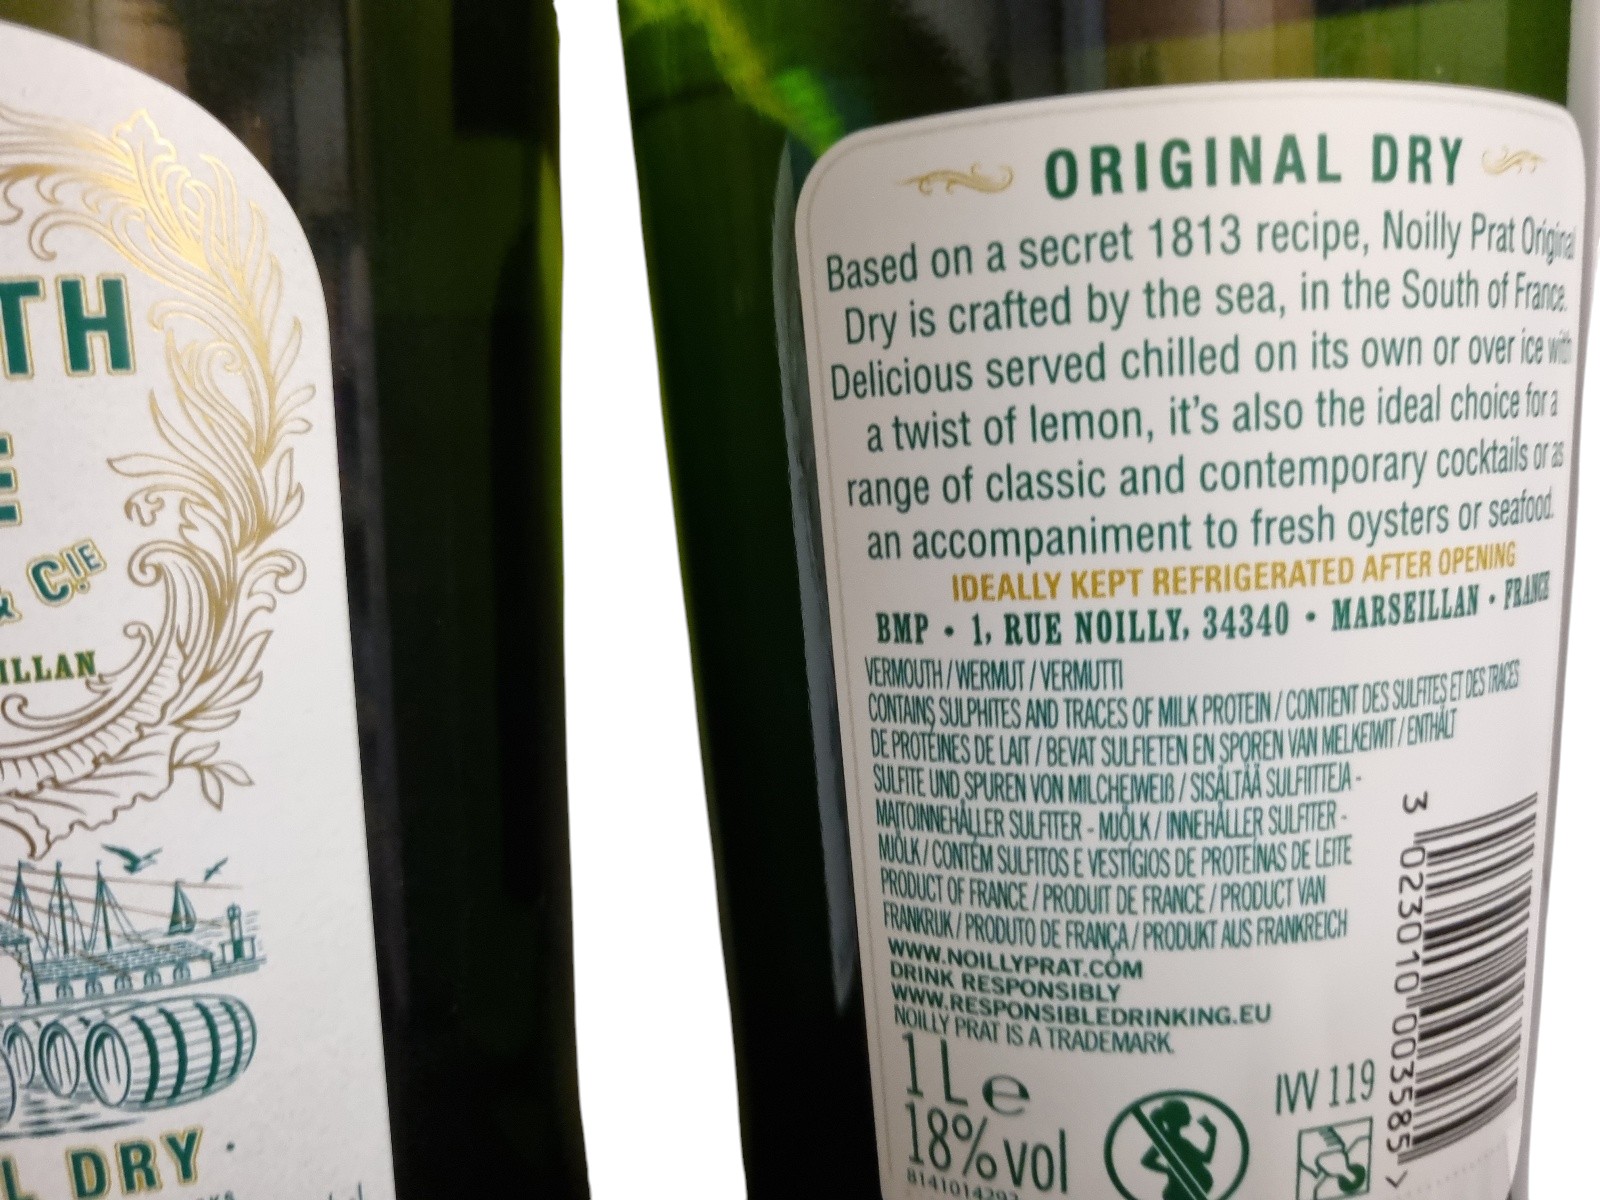 TH
E
& CIE
ILLAN
L DRY
ORIGINAL DRY
Based on a secret 1813 recipe, Noilly Prat Original
Dry is crafted by the sea, in the South of France.
Delicious served chilled on its own or over ice with
a twist of lemon, it's also the ideal choice for a
range of classic and contemporary cocktails or as
an accompaniment to fresh oysters or seafood.
IDEALLY KEPT REFRIGERATED AFTER OPENING
BMP • 1, RUE NOILLY, 34340 • MARSEILLAN • FRANCE
VERMOUTH / WERMUT / VERMUTTI
CONTAINS SULPHITES AND TRACES OF MILK PROTEIN / CONTIENT DES SULFITES ET DES TRACES
DE PROTÉINES DE LAIT / BEVAT SULFIETEN EN SPOREN VAN MELKEIWIT / ENTHÄLT
SULFITE UND SPUREN VON MILCHEIWEIß / SISÄLTÄÄ SULFIITTEJA -
MAITOINNEHÅLLER SULFITER - MJÖLK / INNEHÅLLER SULFITER -
MJÖLK / CONTÉM SULFITOS E VESTÍGIOS DE PROTEÍNAS DE LEITE
PRODUCT OF FRANCE / PRODUIT DE FRANCE / PRODUCT VAN
FRANKRIJK / PRODUTO DE FRANÇA / PRODUKT AUS FRANKREICH
WWW.NOILLYPRAT.COM
DRINK RESPONSIBLY
WWW.RESPONSIBLEDRINKING.EU
NOILLY PRAT IS A TRADEMARK.
1 L e
18% vol
IW 119
3 023010 003585 >